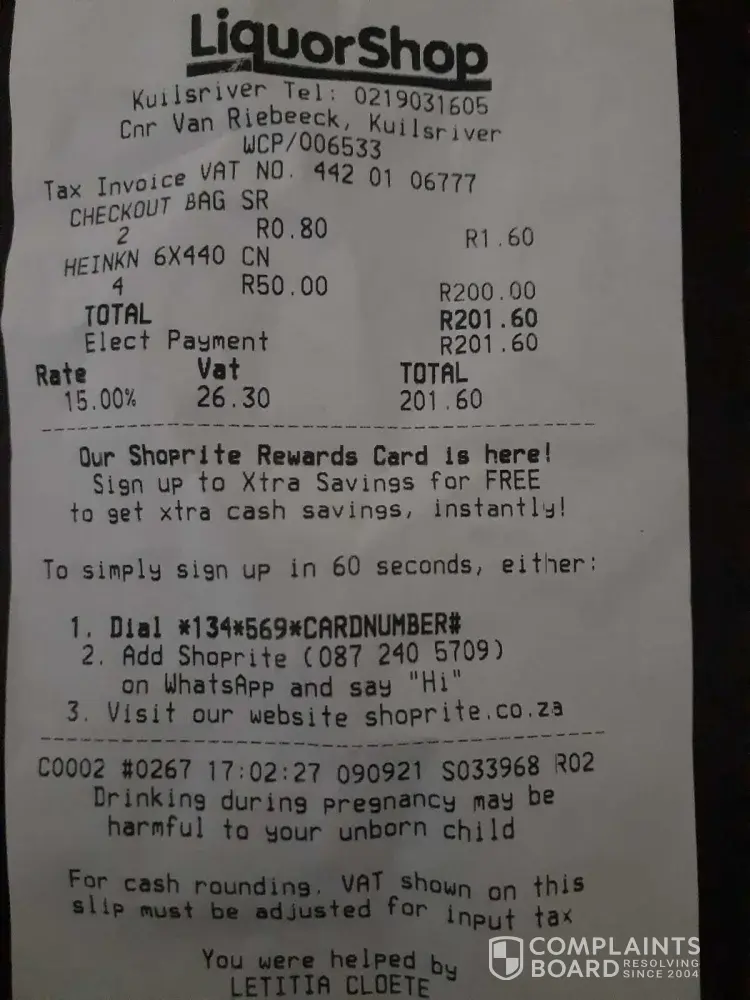 LiquorShop
Kuilsriver Tel: 0219031605
Cnr Van Riebeeck, Kuilsriver
WCP/006533
Tax Invoice VAT NO. 442 01 06777
CHECKOUT BAG SR
2 R0.80 R1.60
HEINKN 6X440 CN
4 R50.00 R200.00
TOTAL R201.60
Elect Payment R201.60
Rate Vat TOTAL
15.00% 26.30 201.60
Our Shoprite Rewards Card is here!
Sign up to Xtra Savings for FREE
to get xtra cash savings, instantly!
To simply sign up in 60 seconds, either:
1. Dial *134*569*CARDNUMBER#
2. Add Shoprite (087 240 5709)
on WhatsApp and say "Hi"
3. Visit our website shoprite.co.za
C0002 #0267 17:02:27 090921 S033968 R02
Drinking during pregnancy may be
harmful to your unborn child
For cash rounding, VAT shown on this
slip must be adjusted for input tax
You were helped by
LETITIA CLOETE
COMPLAINTS
BOARD RESOLVING SINCE 2004